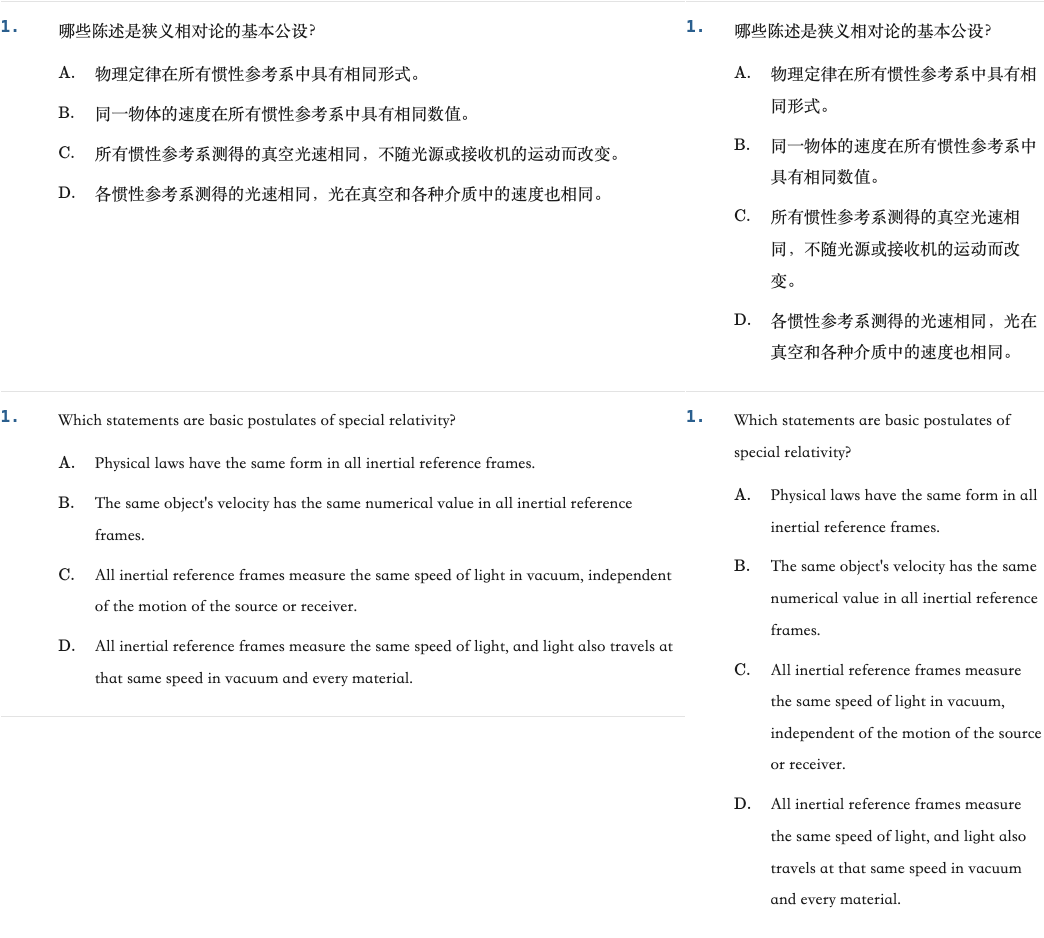 1. 哪些陈述是狭义相对论的基本公设?
A. 物理定律在所有惯性参考系中具有相同形式。
B. 同一物体的速度在所有惯性参考系中具有相同数值。
C. 所有惯性参考系测得的真空光速相同，不随光源或接收机的运动而改变。
D. 各惯性参考系测得的光速相同，光在真空和各种介质中的速度也相同。
1. 哪些陈述是狭义相对论的基本公设?
A. 物理定律在所有惯性参考系中具有相
同形式。
B. 同一物体的速度在所有惯性参考系中
具有相同数值。
C. 所有惯性参考系测得的真空光速相
同，不随光源或接收机的运动而改
变。
D. 各惯性参考系测得的光速相同，光在
真空和各种介质中的速度也相同。
1. Which statements are basic postulates of special relativity?
A. Physical laws have the same form in all inertial reference frames.
B. The same object's velocity has the same numerical value in all inertial reference
frames.
C. All inertial reference frames measure the same speed of light in vacuum, independent
of the motion of the source or receiver.
D. All inertial reference frames measure the same speed of light, and light also travels at
that same speed in vacuum and every material.
1. Which statements are basic postulates of
special relativity?
A. Physical laws have the same form in all
inertial reference frames.
B. The same object's velocity has the same
numerical value in all inertial reference
frames.
C. All inertial reference frames measure
the same speed of light in vacuum,
independent of the motion of the source
or receiver.
D. All inertial reference frames measure
the same speed of light, and light also
travels at that same speed in vacuum
and every material.